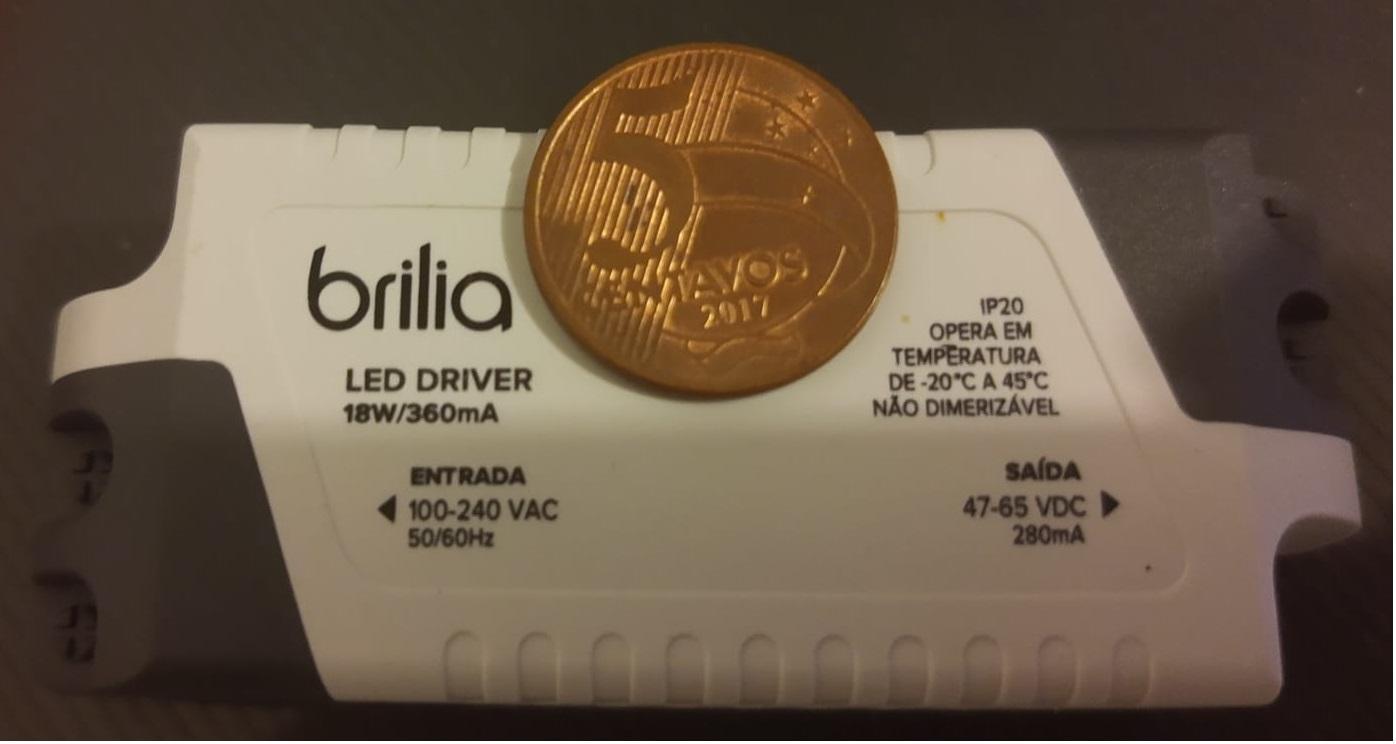 5
CENTAVOS
2017
brilia
LED DRIVER
18W/360mA
IP20
OPERA EM
TEMPERATURA
DE -20°C A 45°C
NÃO DIMERIZÁVEL
ENTRADA
100-240 VAC
50/60Hz
SAÍDA
47-65 VDC
280mA